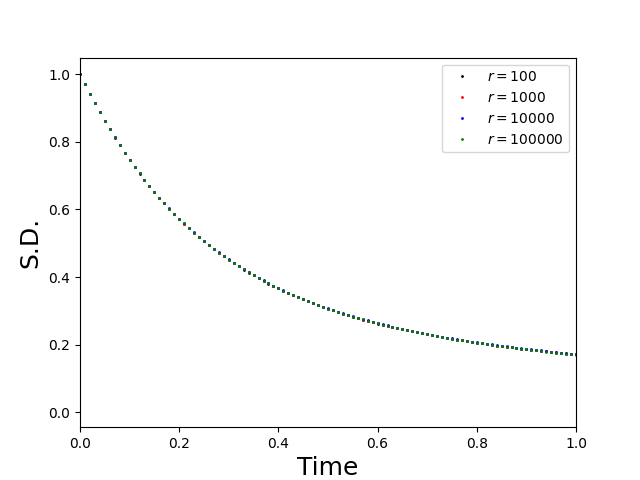 r = 100
r = 1000
r = 10000
r = 100000
1.0
0.8
0.6
0.4
0.2
0.0
S.D.
0.0 0.2 0.4 0.6 0.8 1.0
Time